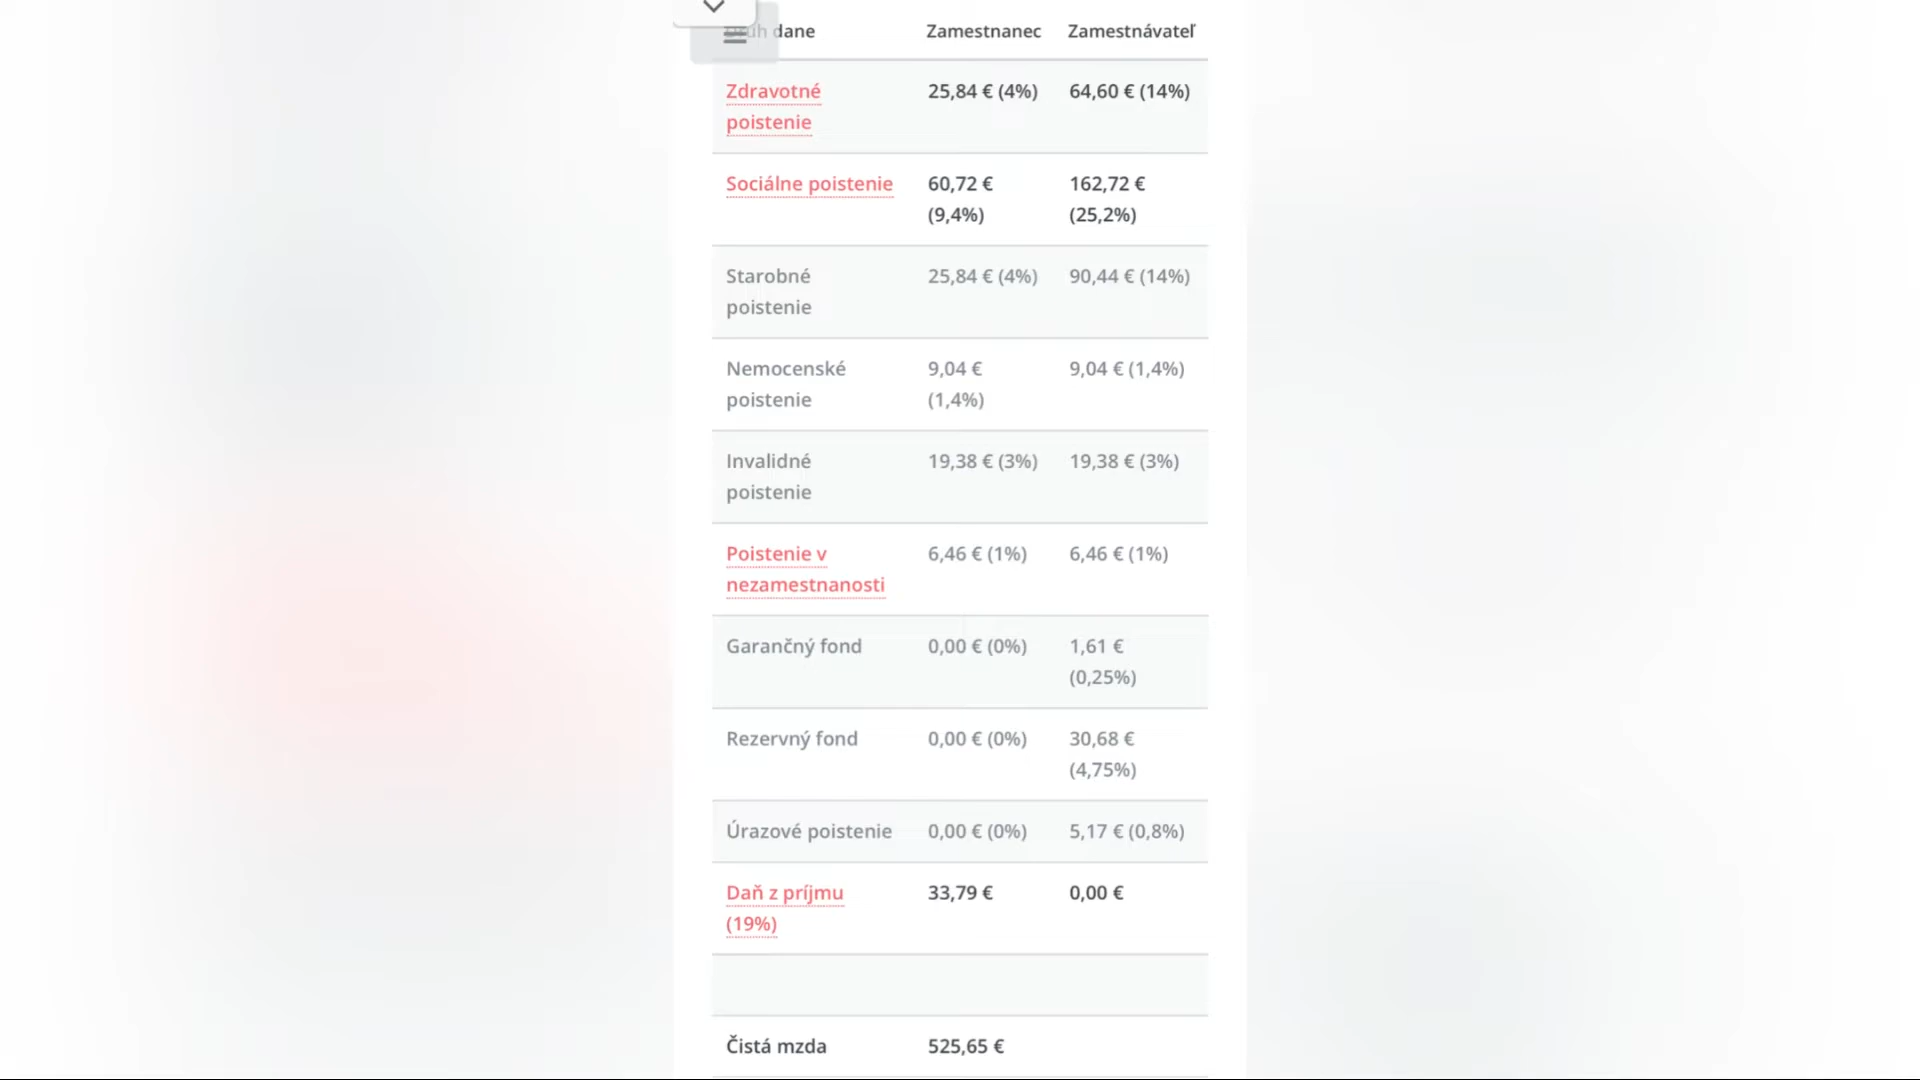 dane Zamestnanec Zamestnávateľ
Zdravotné 25,84 € (4%) 64,60 € (14%)
poistenie
Sociálne poistenie 60,72 € 162,72 €
(9,4%) (25,2%)
Starobné 25,84 € (4%) 90,44 € (14%)
poistenie
Nemocenské 9,04 € 9,04 € (1,4%)
poistenie (1,4%)
Invalidné 19,38 € (3%) 19,38 € (3%)
poistenie
Poistenie v 6,46 € (1%) 6,46 € (1%)
nezamestnanosti
Garančný fond 0,00 € (0%) 1,61 €
(0,25%)
Rezervný fond 0,00 € (0%) 30,68 €
(4,75%)
Úrazové poistenie 0,00 € (0%) 5,17 € (0,8%)
Daň z príjmu 33,79 € 0,00 €
(19%)
Čistá mzda 525,65 €